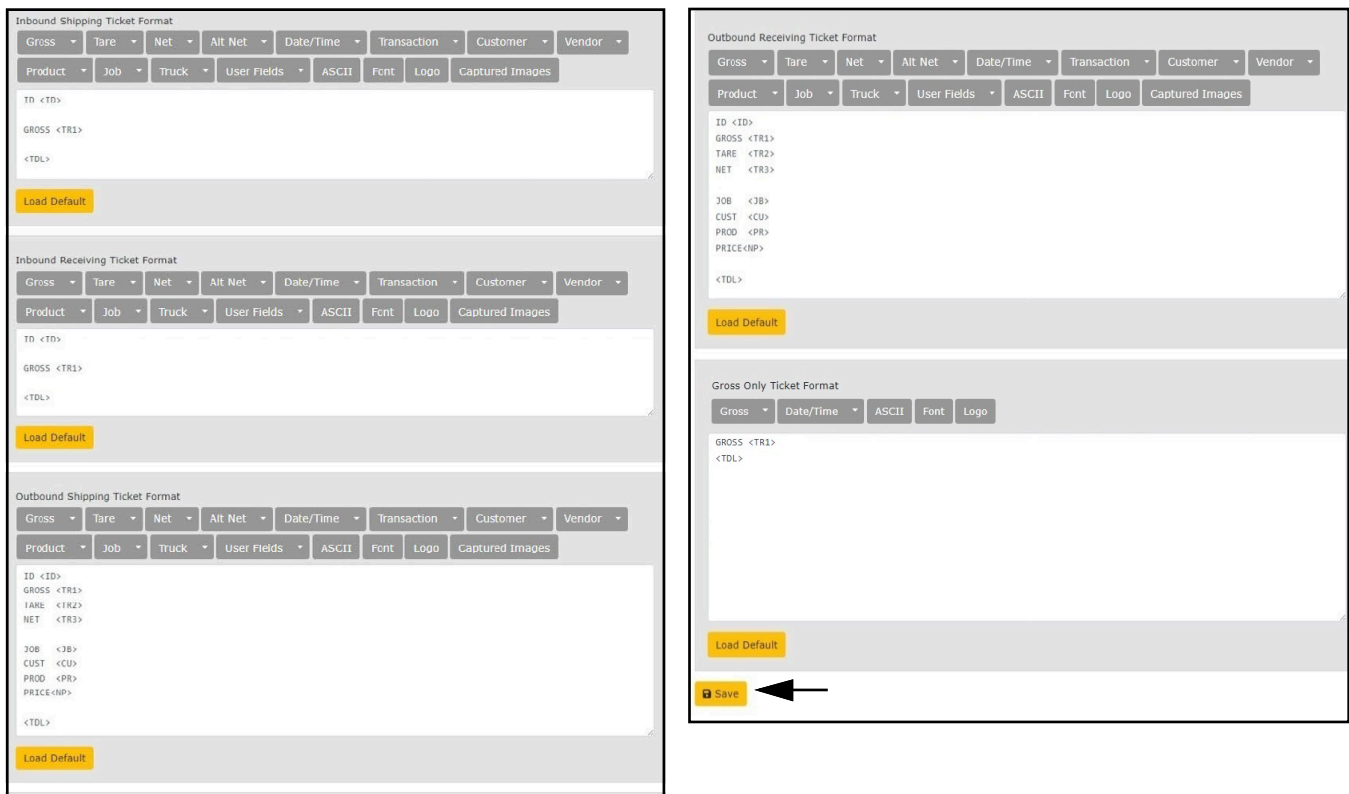 Inbound Shipping Ticket Format
Gross Tare Net Alt Net Date/Time Transaction Customer Vendor
Product Job Truck User Fields ASCII Font Logo Captured Images
ID <ID>
GROSS <TR1>
<TDL>
Load Default
Inbound Receiving Ticket Format
Gross Tare Net Alt Net Date/Time Transaction Customer Vendor
Product Job Truck User Fields ASCII Font Logo Captured Images
ID <ID>
GROSS <TR1>
<TDL>
Load Default
Outbound Shipping Ticket Format
Gross Tare Net Alt Net Date/Time Transaction Customer Vendor
Product Job Truck User Fields ASCII Font Logo Captured Images
ID <ID>
GROSS <TR1>
TARE <TR2>
NET <TR3>
JOB <JB>
CUST <CU>
PROD <PR>
PRICE<NP>
<TDL>
Load Default
Outbound Receiving Ticket Format
Gross Tare Net Alt Net Date/Time Transaction Customer Vendor
Product Job Truck User Fields ASCII Font Logo Captured Images
ID <ID>
GROSS <TR1>
TARE <TR2>
NET <TR3>
JOB <JB>
CUST <CU>
PROD <PR>
PRICE<NP>
<TDL>
Load Default
Gross Only Ticket Format
Gross Date/Time ASCII Font Logo
GROSS <TR1>
<TDL>
Load Default
Save